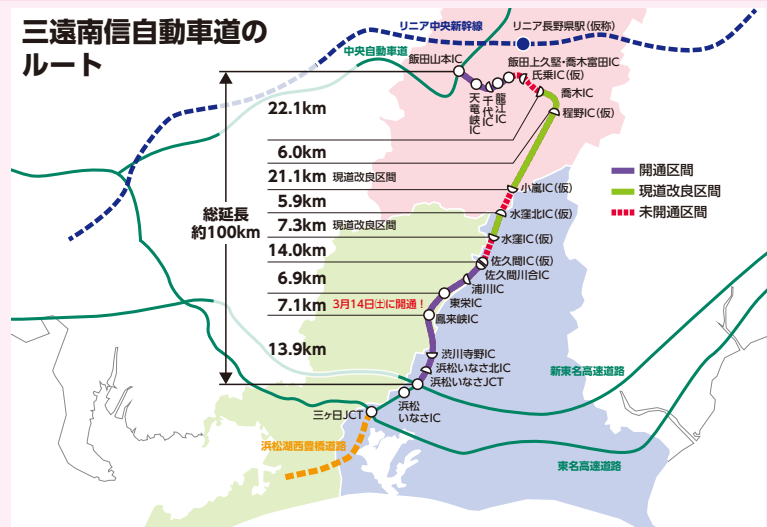 三遠南信自動車道の
ルート
リニア中央新幹線
リニア長野県駅(仮称)
中央自動車道
飯田山本IC
飯田上久堅・喬木富田IC
氏乗IC(仮)
天竜峡IC
千代IC
龍江IC
喬木IC
程野IC(仮)
22.1km
6.0km
21.1km 現道改良区間
5.9km
7.3km 現道改良区間
14.0km
6.9km
7.1km 3月14日㊏に開通!
13.9km
総延長
約100km
開通区間
現道改良区間
未開通区間
小嵐IC(仮)
水窪北IC(仮)
水窪IC(仮)
佐久間IC(仮)
佐久間川合IC
浦川IC
東栄IC
鳳来峡IC
渋川寺野IC
浜松いなさ北IC
浜松いなさJCT
浜松
いなさIC
三ヶ日JCT
新東名高速道路
浜松湖西豊橋道路
東名高速道路